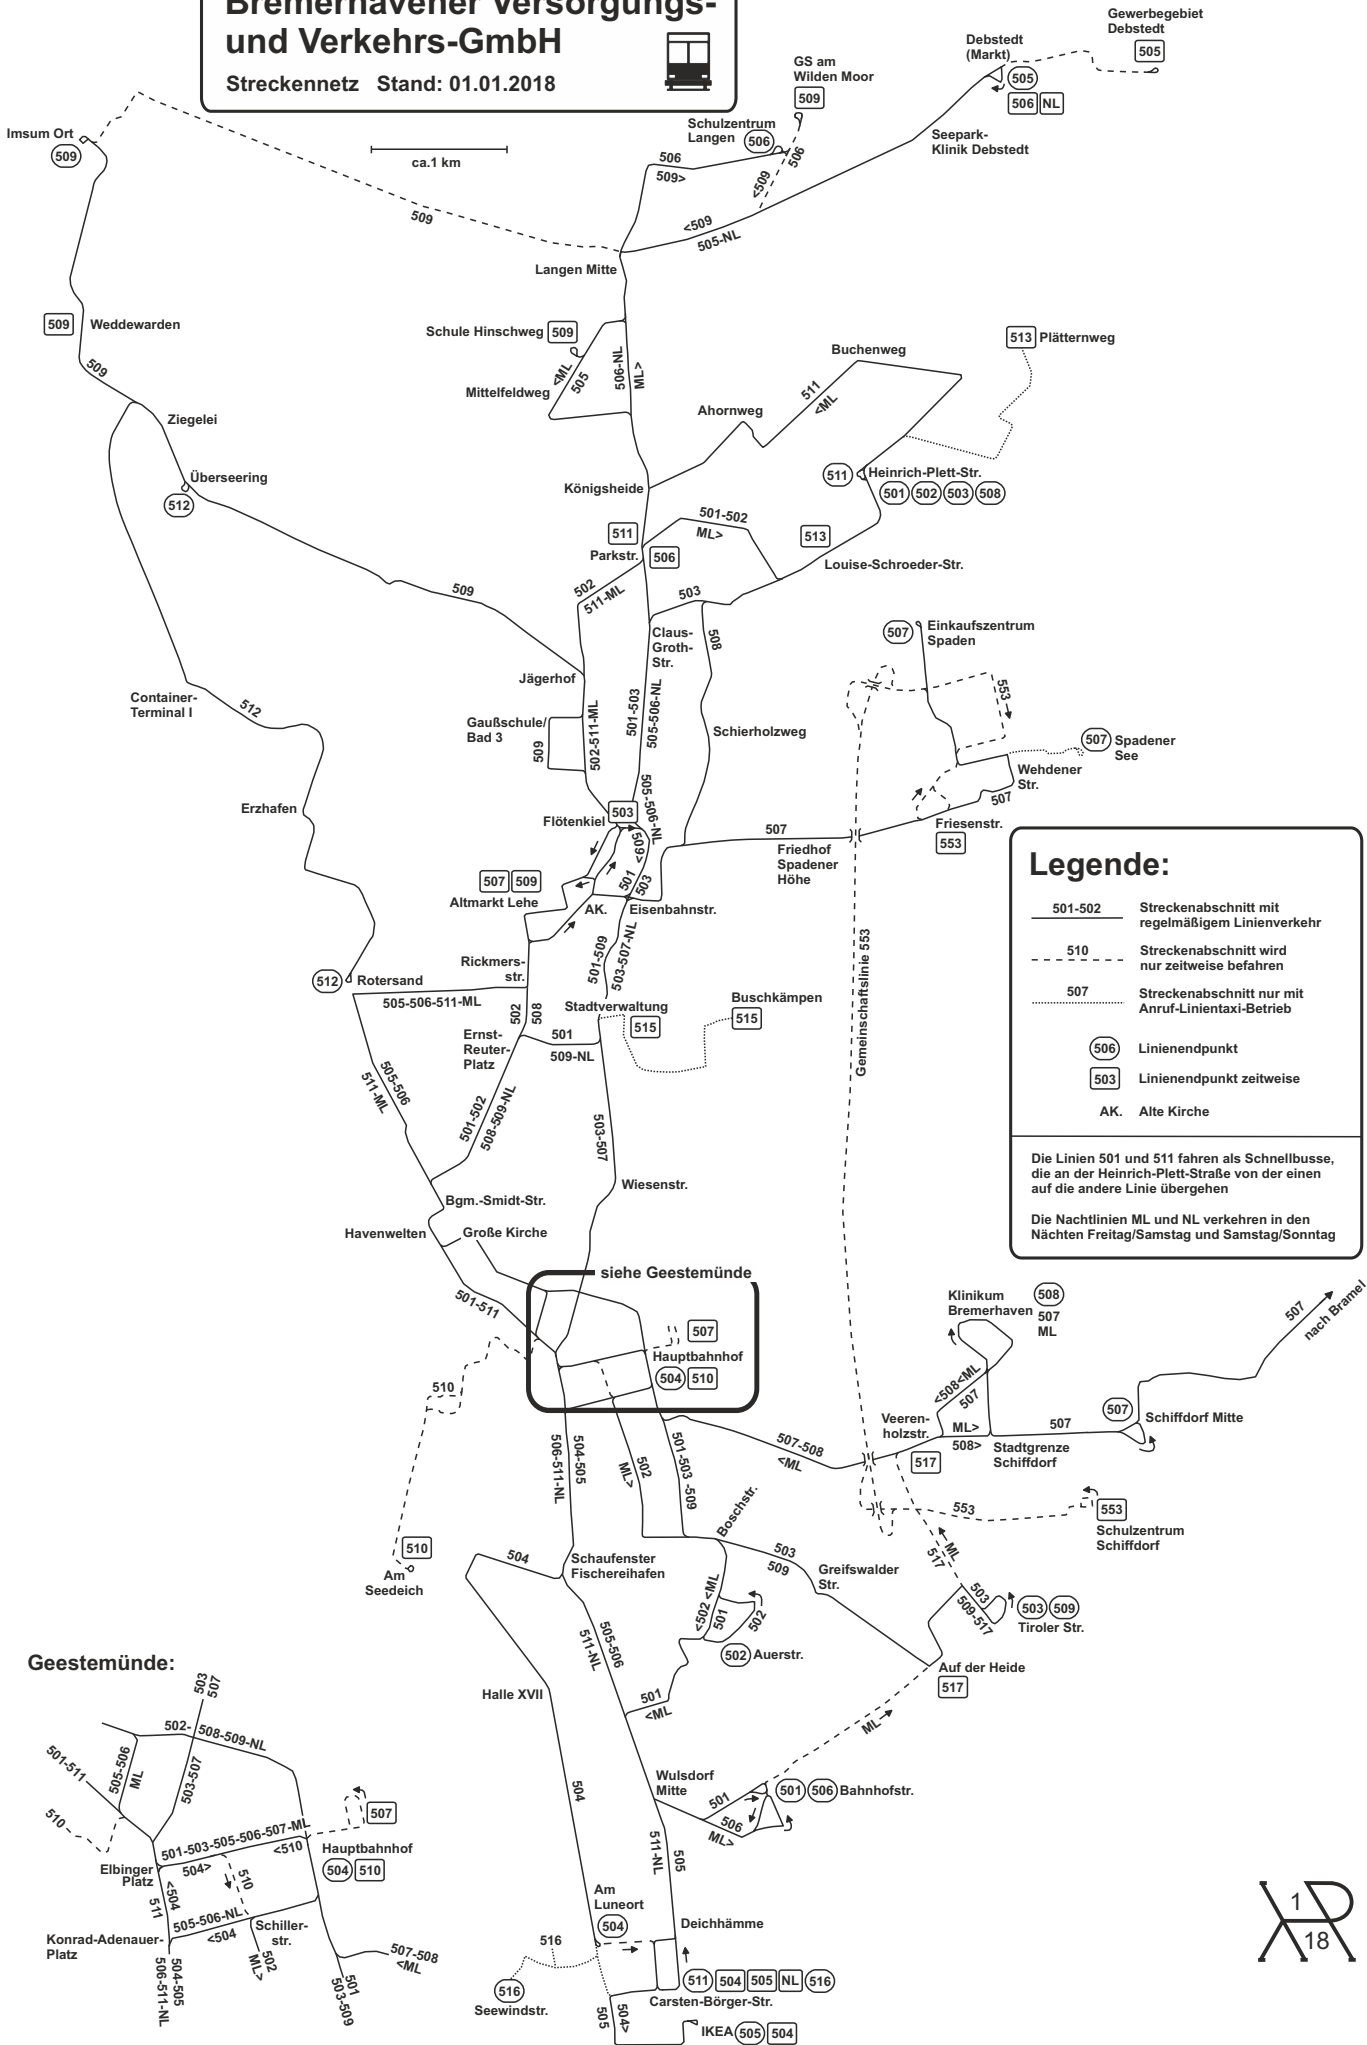 Bremerhavener Versorgungs-
und Verkehrs-GmbH
Streckennetz Stand: 01.01.2018
ca.1 km
Gewerbegebiet
Debstedt
505
Debstedt
(Markt)
505
506 NL
Seepark-
Klinik Debstedt
GS am
Wilden Moor
509
Schulzentrum
Langen
506
506
509>
<509
506
<509
505-NL
Imsum Ort
509
509
Langen Mitte
509
Weddewarden
509
Schule Hinschweg
509
Mittelfeldweg
<ML
505
506-NL
ML>
513
Plätternweg
Buchenweg
511
<ML
Ahornweg
Ziegelei
Überseering
512
Königsheide
511
Heinrich-Plett-Str.
501 502 503 508
501-502
ML>
511
Parkstr.
506
513
Louise-Schroeder-Str.
502
511-ML
503
509
Claus-
Groth-
Str.
508
507
Einkaufszentrum
Spaden
Jägerhof
Container-
Terminal I
512
Gaußschule/
Bad 3
509
502-511-ML
501-503
505-506-NL
Schierholzweg
553
507
Spadener
See
Wehdener
Str.
507
Erzhafen
505-506-NL
503
Flötenkiel
509>
507
Friedhof
Spadener
Höhe
Friesenstr.
553
507 509
Altmarkt Lehe
501
503
AK.
Eisenbahnstr.
501-509
503-507-NL
Rickmers-
str.
512
Rotersand
505-506-511-ML
502
508
Stadtverwaltung
515
Buschkämpen
515
Ernst-
Reuter-
Platz
501
509-NL
505-506
511-ML
501-502
508-509-NL
503-507
Gemeinschaftslinie 553
Wiesenstr.
Bgm.-Smidt-Str.
Havenwelten
Große Kirche
501-511
siehe Geestemünde
507
Hauptbahnhof
504 510
510
510
Am
Seedeich
Legende:
501-502
Streckenabschnitt mit
regelmäßigem Linienverkehr
510
Streckenabschnitt wird
nur zeitweise befahren
507
Streckenabschnitt nur mit
Anruf-Linientaxi-Betrieb
506
Linienendpunkt
503
Linienendpunkt zeitweise
AK.
Alte Kirche
Die Linien 501 und 511 fahren als Schnellbusse,
die an der Heinrich-Plett-Straße von der einen
auf die andere Linie übergehen
Die Nachtlinien ML und NL verkehren in den
Nächten Freitag/Samstag und Samstag/Sonntag
Klinikum
Bremerhaven
508
507
ML
507
nach Bramel
<508<ML
507
Veeren-
holzstr.
ML>
508>
507
Stadtgrenze
Schiffdorf
507
Schiffdorf Mitte
517
507-508
<ML
504-505
506-511-NL
502
ML>
501-503
-509
Boschstr.
553
553
Schulzentrum
Schiffdorf
ML
517
504
Schaufenster
Fischereihafen
503
509
Greifswalder
Str.
503
509-517
503 509
Tiroler Str.
<502 <ML
501
502
502
Auerstr.
Auf der Heide
517
505-506
511-NL
501
<ML
ML
Halle XVII
504
Wulsdorf
Mitte
501
506
ML>
501 506
Bahnhofstr.
505
511-NL
Am
Luneort
504
Deichhämme
516
516
Seewindstr.
511 504 505 NL 516
Carsten-Börger-Str.
505
504>
IKEA
505 504
Geestemünde:
503
507
502-
508-509-NL
501-511
505-506
ML
503-507
510
507
501-503-505-506-507-ML
504>
<510
Hauptbahnhof
504 510
Elbinger
Platz
510
<504
511
505-506-NL
<504
Schiller-
str.
Konrad-Adenauer-
Platz
504-505
506-511-NL
502
ML>
507-508
<ML
501
503-509
1
18